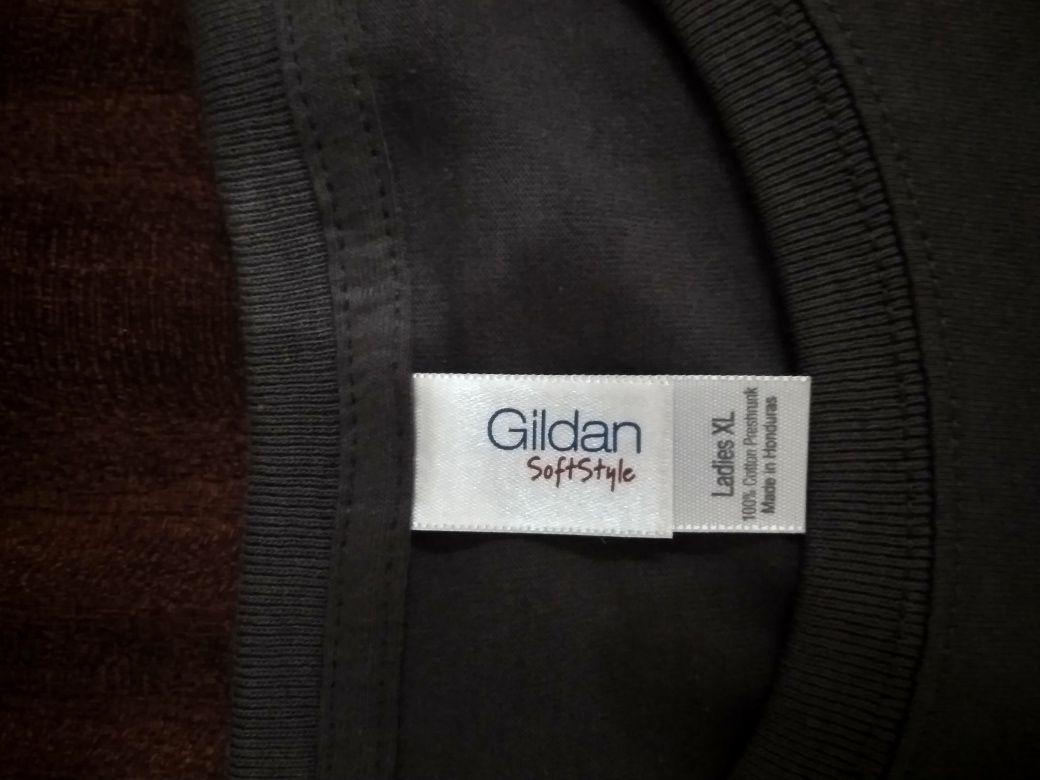 Gildan
SoftStyle
Ladies XL
100% Cotton Preshrunk
Made in Honduras